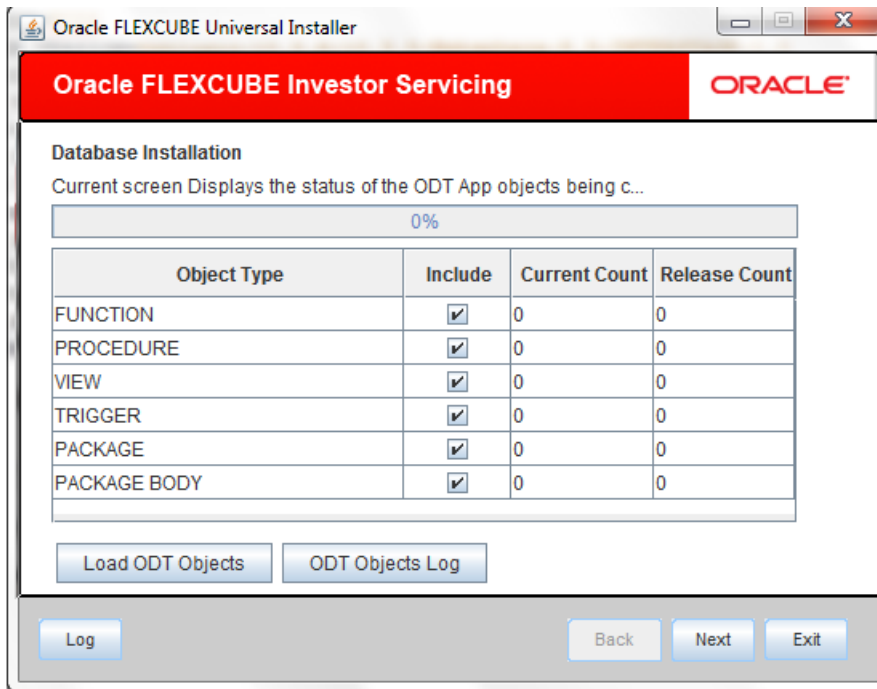 Oracle FLEXCUBE Universal Installer
Oracle FLEXCUBE Investor Servicing
ORACLE
Database Installation
Current screen Displays the status of the ODT App objects being c...
0%
Object Type Include Current Count Release Count
FUNCTION 0 0
PROCEDURE 0 0
VIEW 0 0
TRIGGER 0 0
PACKAGE 0 0
PACKAGE BODY 0 0
Load ODT Objects ODT Objects Log
Log Back Next Exit